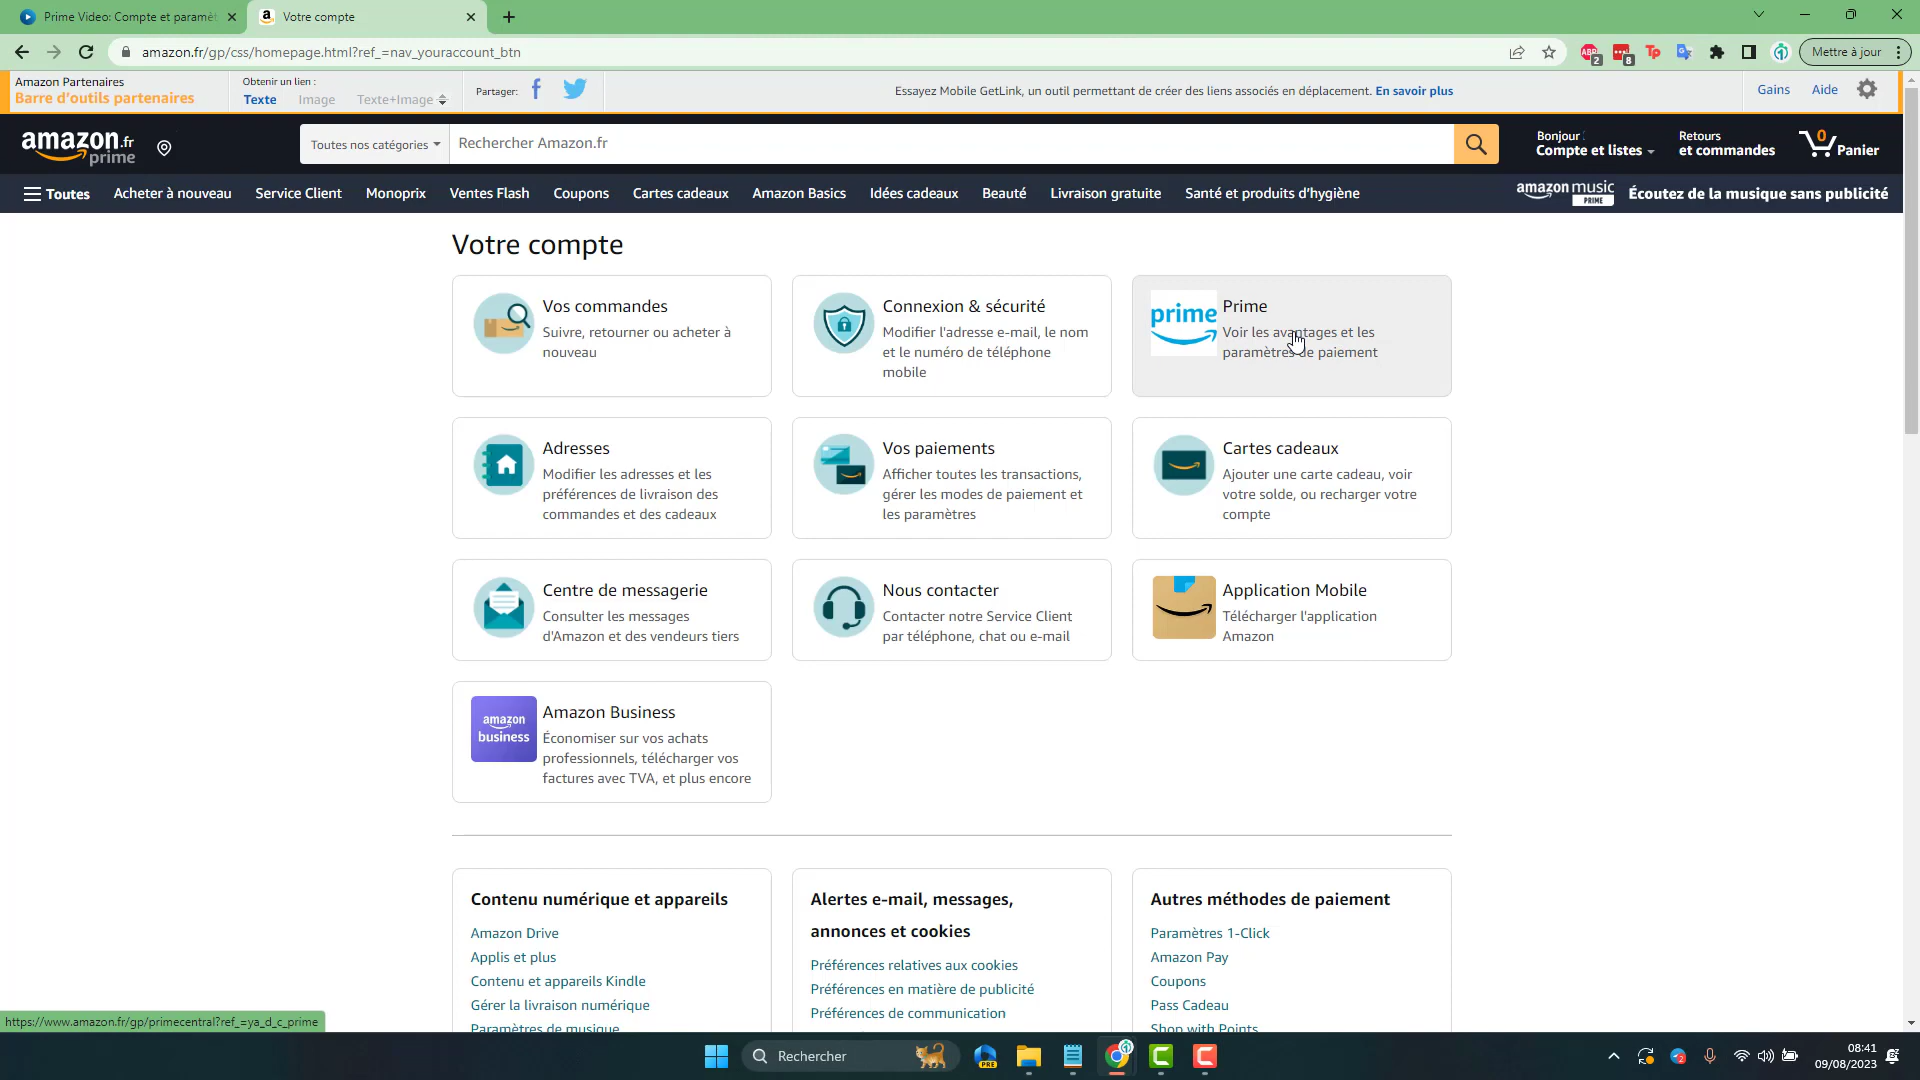 Prime Video: Compte et paramèt
Votre compte
amazon.fr/gp/css/homepage.html?ref_=nav_youraccount_btn
2
8
Mettre à jour
Amazon Partenaires
Barre d'outils partenaires
Obtenir un lien :
Texte
Image
Texte+Image
Partager:
Essayez Mobile GetLink, un outil permettant de créer des liens associés en déplacement. En savoir plus
Gains
Aide
amazon.fr
prime
Toutes nos catégories
Rechercher Amazon.fr
Bonjour
Compte et listes
Retours
et commandes
0
Panier
Toutes
Acheter à nouveau
Service Client
Monoprix
Ventes Flash
Coupons
Cartes cadeaux
Amazon Basics
Idées cadeaux
Beauté
Livraison gratuite
Santé et produits d'hygiène
amazon music
PRIME
Écoutez de la musique sans publicité
Votre compte
Vos commandes
Suivre, retourner ou acheter à
nouveau
Connexion & sécurité
Modifier l'adresse e-mail, le nom
et le numéro de téléphone
mobile
prime
Prime
Voir les avantages et les
paramètres de paiement
Adresses
Modifier les adresses et les
préférences de livraison des
commandes et des cadeaux
Vos paiements
Afficher toutes les transactions,
gérer les modes de paiement et
les paramètres
Cartes cadeaux
Ajouter une carte cadeau, voir
votre solde, ou recharger votre
compte
Centre de messagerie
Consulter les messages
d'Amazon et des vendeurs tiers
Nous contacter
Contacter notre Service Client
par téléphone, chat ou e-mail
Application Mobile
Télécharger l'application
Amazon
amazon
business
Amazon Business
Économiser sur vos achats
professionnels, télécharger vos
factures avec TVA, et plus encore
Contenu numérique et appareils
Amazon Drive
Applis et plus
Contenu et appareils Kindle
Gérer la livraison numérique
Paramètres de musique
Alertes e-mail, messages,
annonces et cookies
Préférences relatives aux cookies
Préférences en matière de publicité
Préférences de communication
Autres méthodes de paiement
Paramètres 1-Click
Amazon Pay
Coupons
Pass Cadeau
Shop with Points
https://www.amazon.fr/gp/primecentral?ref_=ya_d_c_prime
Rechercher
PRE
08:41
09/08/2023